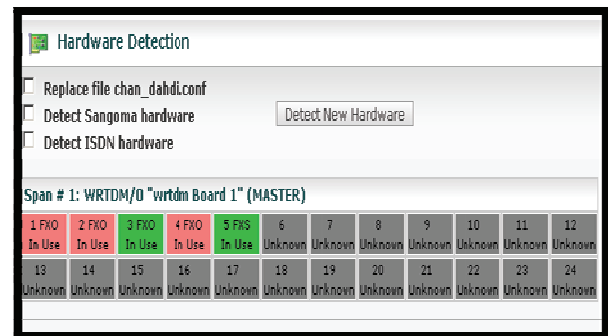 Hardware Detection
Replace file chan_dahdi.conf
Detect Sangoma hardware
Detect New Hardware
Detect ISDN hardware
Span # 1: WRTDM/0 "wrtdm Board 1" (MASTER)
1 FXO 2 FXO 3 FXO 4 FXO 5 FXS 6 7 8 9 10 11 12
In Use In Use In Use In Use In Use Unknown Unknown Unknown Unknown Unknown Unknown Unknown
13 14 15 16 17 18 19 20 21 22 23 24
Unknown Unknown Unknown Unknown Unknown Unknown Unknown Unknown Unknown Unknown Unknown Unknown